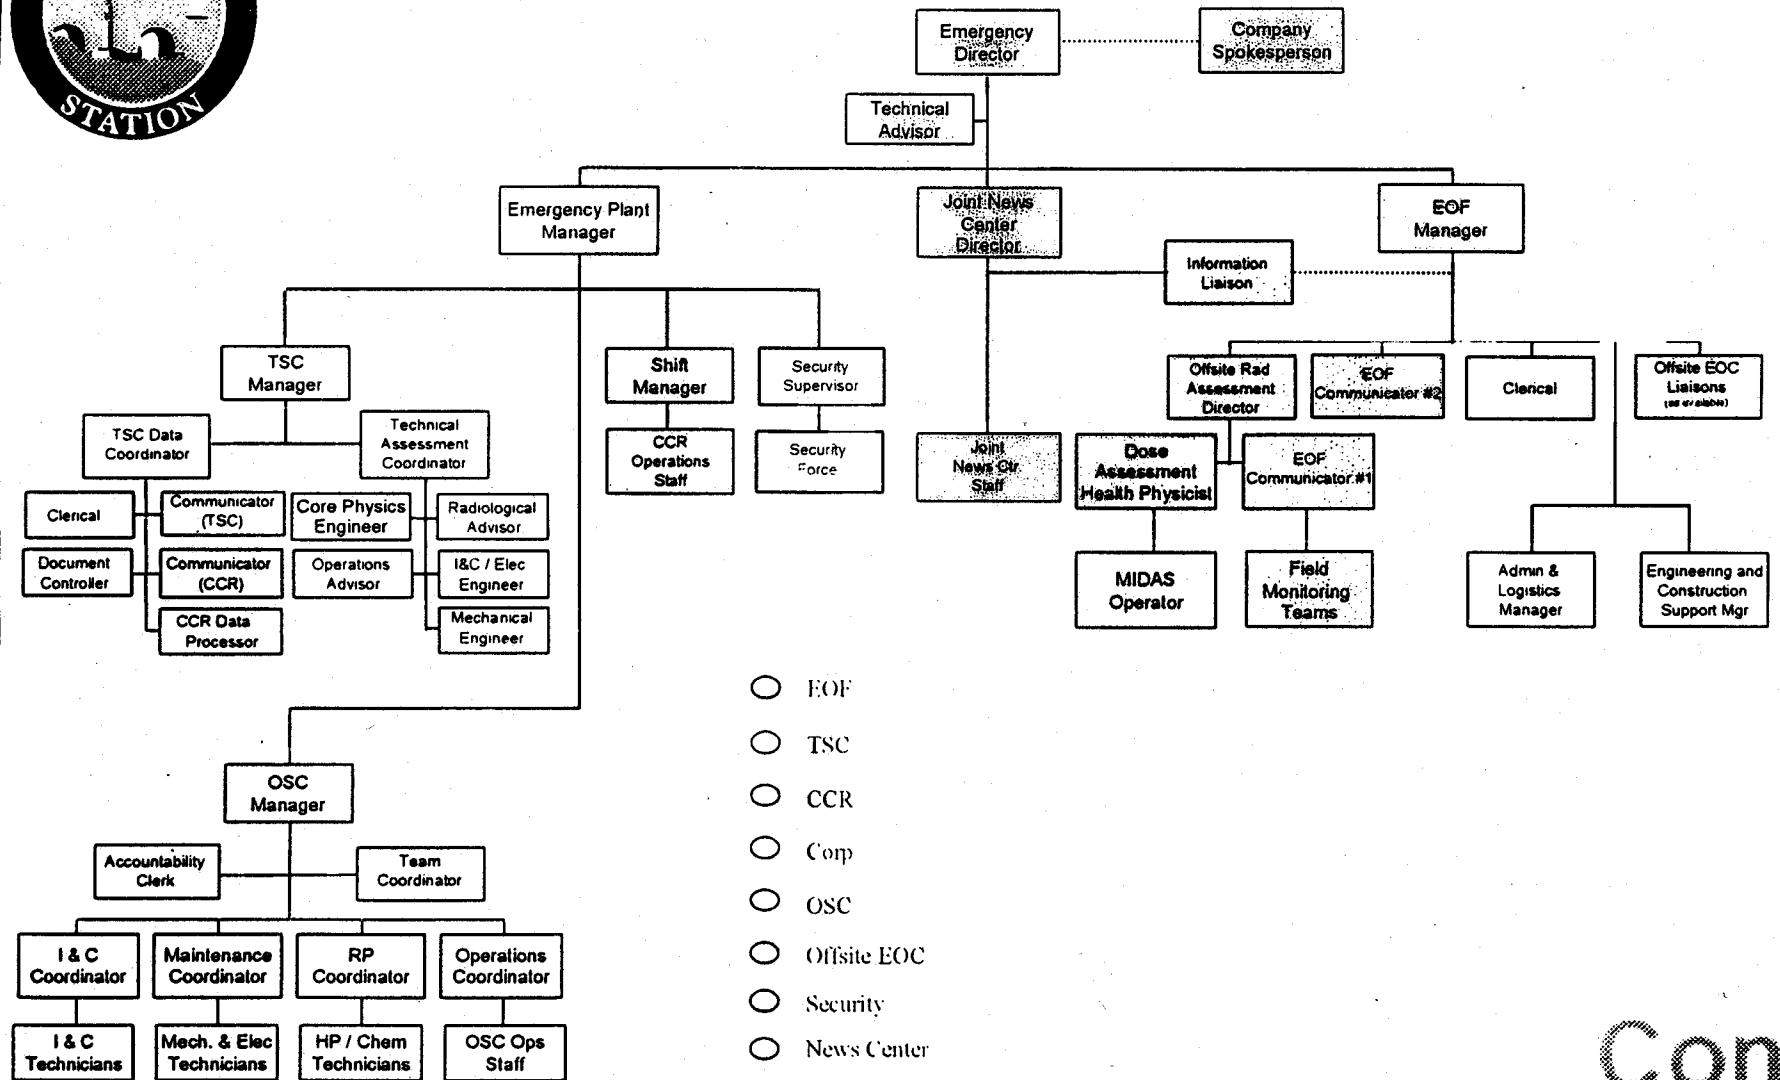 STATION
Emergency
Director
Company
Spokesperson
Technical
Advisor
Emergency Plant
Manager
Joint News
Center
Director
EOF
Manager
Information
Liaison
TSC
Manager
Shift
Manager
Security
Supervisor
Offsite Rad
Assessment
Director
EOF
Communicator #2
Clerical
Offsite EOC
Liaisons
(as available)
TSC Data
Coordinator
Technical
Assessment
Coordinator
CCR
Operations
Staff
Security
Force
Joint
News Ctr
Staff
Dose
Assessment
Health Physicist
EOF
Communicator #1
Clerical
Communicator
(TSC)
Core Physics
Engineer
Radiological
Advisor
Document
Controller
Communicator
(CCR)
Operations
Advisor
I&C / Elec
Engineer
CCR Data
Processor
Mechanical
Engineer
MIDAS
Operator
Field
Monitoring
Teams
Admin &
Logistics
Manager
Engineering and
Construction
Support Mgr
OSC
Manager
Accountability
Clerk
Team
Coordinator
I & C
Coordinator
Maintenance
Coordinator
RP
Coordinator
Operations
Coordinator
I & C
Technicians
Mech. & Elec
Technicians
HP / Chem
Technicians
OSC Ops
Staff
EOF
TSC
CCR
Corp
OSC
Offsite EOC
Security
News Center
Con